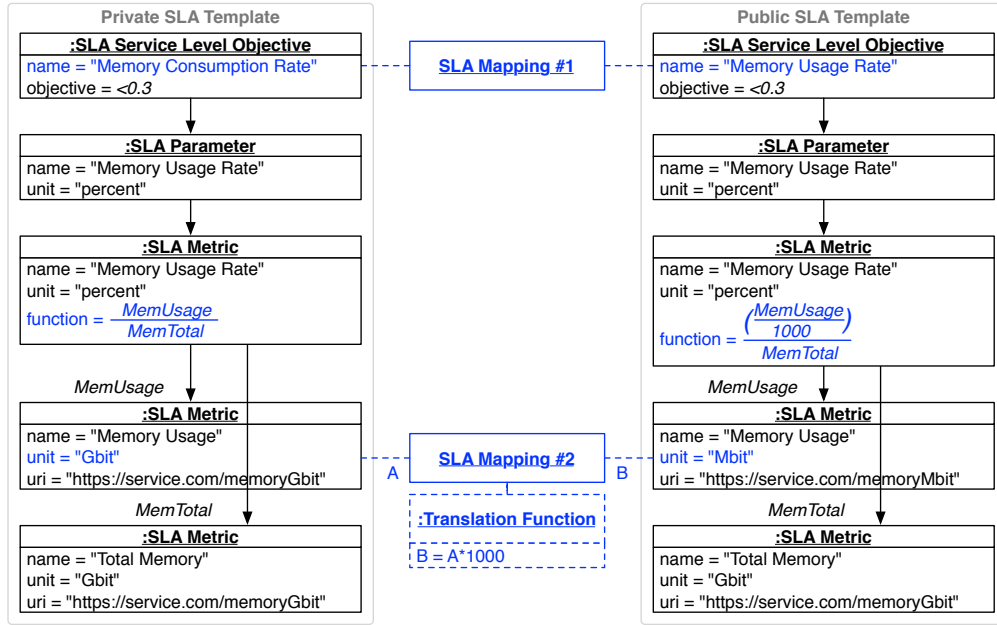 Private SLA Template
:SLA Service Level Objective
name = "Memory Consumption Rate"
objective = <0.3
:SLA Parameter
name = "Memory Usage Rate"
unit = "percent"
:SLA Metric
name = "Memory Usage Rate"
unit = "percent"
function = MemUsage
MemTotal
MemUsage
:SLA Metric
name = "Memory Usage"
unit = "Gbit"
uri = "https://service.com/memoryGbit"
MemTotal
:SLA Metric
name = "Total Memory"
unit = "Gbit"
uri = "https://service.com/memoryGbit"
SLA Mapping #1
SLA Mapping #2
A
B
:Translation Function
B = A*1000
Public SLA Template
:SLA Service Level Objective
name = "Memory Usage Rate"
objective = <0.3
:SLA Parameter
name = "Memory Usage Rate"
unit = "percent"
:SLA Metric
name = "Memory Usage Rate"
unit = "percent"
function = (MemUsage
1000)
MemTotal
MemUsage
:SLA Metric
name = "Memory Usage"
unit = "Mbit"
uri = "https://service.com/memoryMbit"
MemTotal
:SLA Metric
name = "Total Memory"
unit = "Gbit"
uri = "https://service.com/memoryGbit"